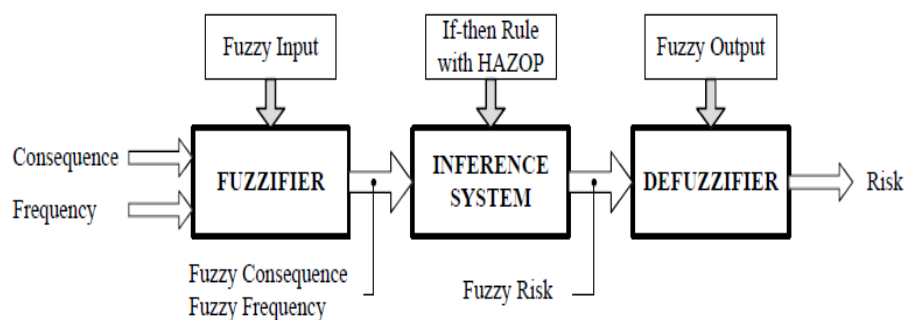 Fuzzy Input
If-then Rule
with HAZOP
Fuzzy Output
Consequence
Frequency
FUZZIFIER
INFERENCE
SYSTEM
DEFUZZIFIER
Risk
Fuzzy Consequence
Fuzzy Frequency
Fuzzy Risk